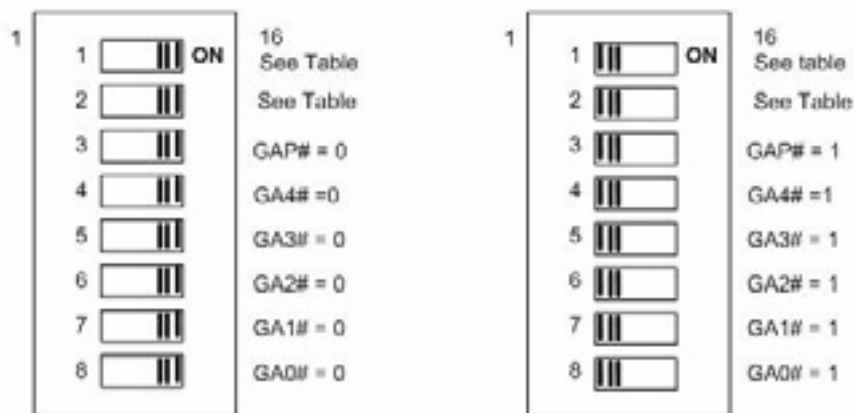 1 16
1 ON See Table
2 See Table
3 GAP# = 0
4 GA4# =0
5 GA3# = 0
6 GA2# = 0
7 GA1# = 0
8 GA0# = 0
1 16
1 ON See table
2 See Table
3 GAP# = 1
4 GA4# =1
5 GA3# = 1
6 GA2# = 1
7 GA1# = 1
8 GA0# = 1